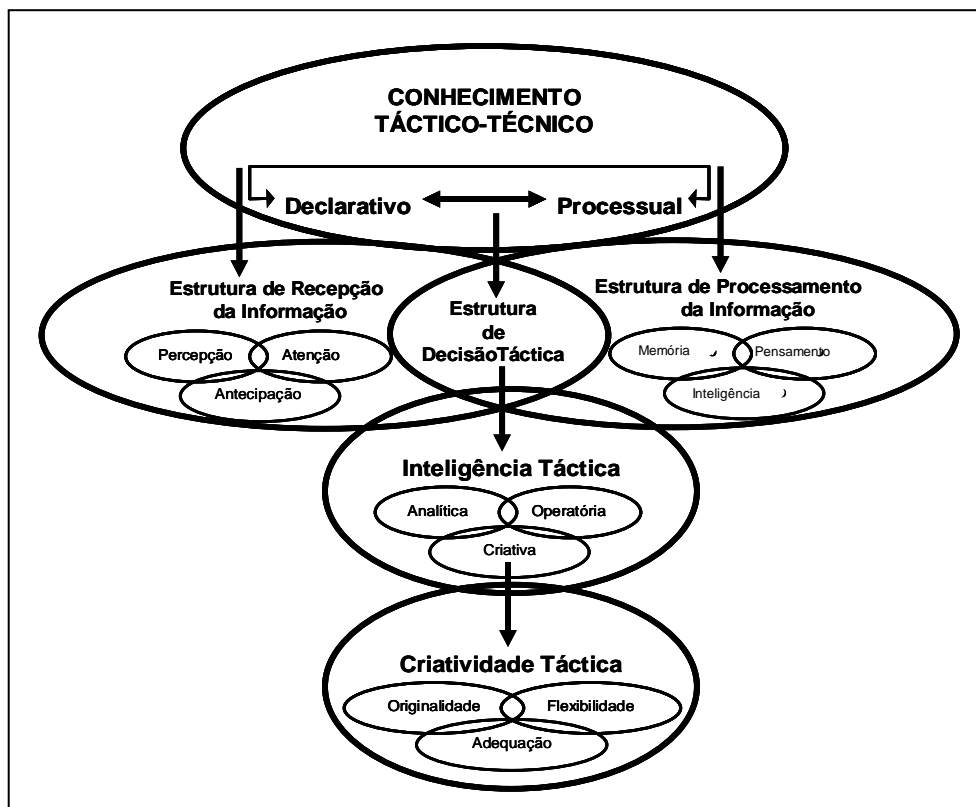 CONHECIMENTO
TÁCTICO-TÉCNICO
Declarativo
Processual
Estrutura de Recepção
da Informação
Percepção
Atenção
Antecipação
Estrutura
de
DecisãoTáctica
Estrutura de Processamento
da Informação
Memória
Pensamento
Inteligência
Inteligência Táctica
Analítica
Operatória
Criativa
Criatividade Táctica
Originalidade
Flexibilidade
Adequação